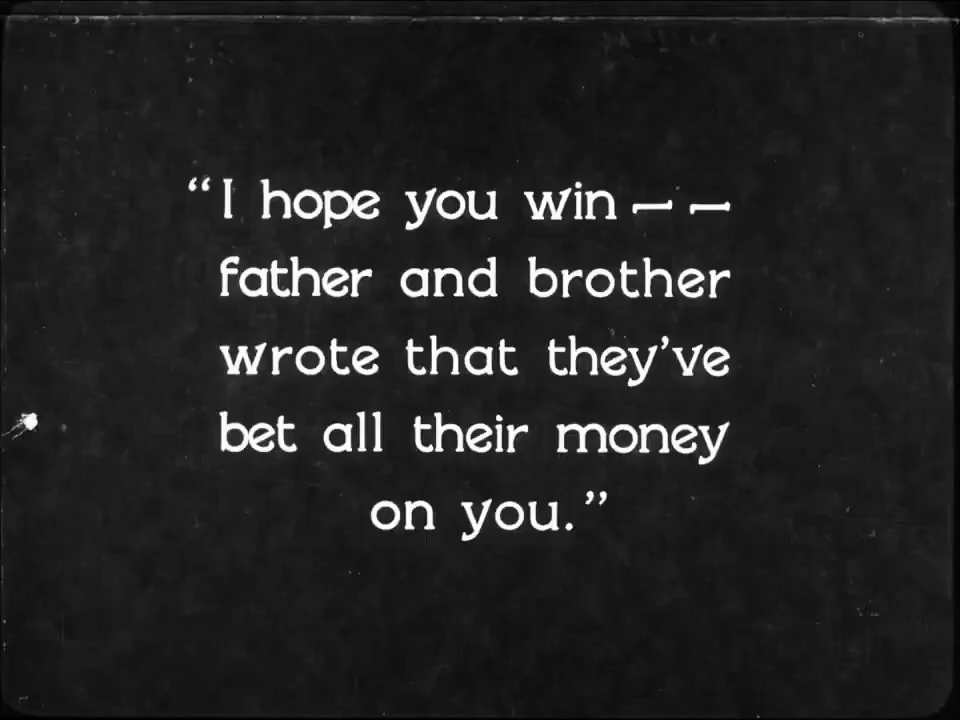 “I hope you win — —
father and brother
wrote that they’ve
bet all their money
on you.”